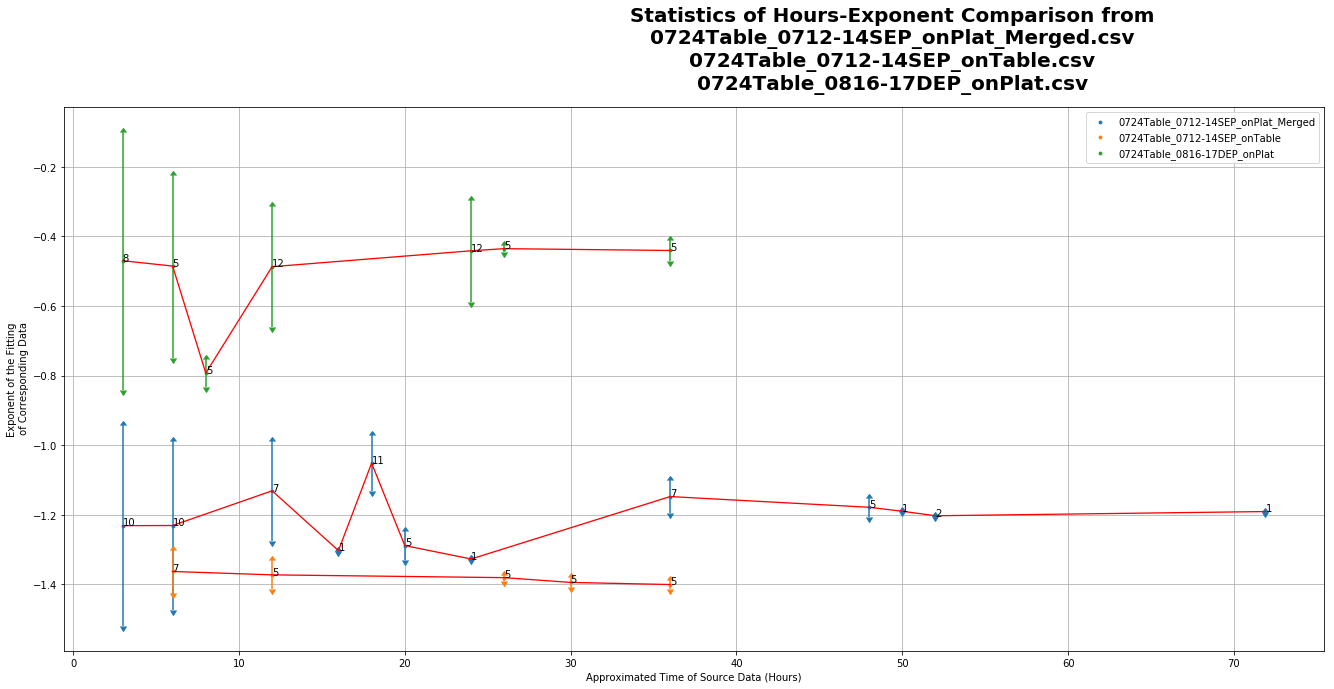 Statistics of Hours-Exponent Comparison from
0724Table_0712-14SEP_onPlat_Merged.csv
0724Table_0712-14SEP_onTable.csv
0724Table_0816-17DEP_onPlat.csv
0724Table_0712-14SEP_onPlat_Merged
0724Table_0712-14SEP_onTable
0724Table_0816-17DEP_onPlat
Exponent of the Fitting
of Corresponding Data
−0.2
−0.4
−0.6
−0.8
−1.0
−1.2
−1.4
8
5
5
12
12
5
5
10
10
7
1
11
5
1
7
5
1
2
1
7
5
5
5
5
0 10 20 30 40 50 60 70
Approximated Time of Source Data (Hours)